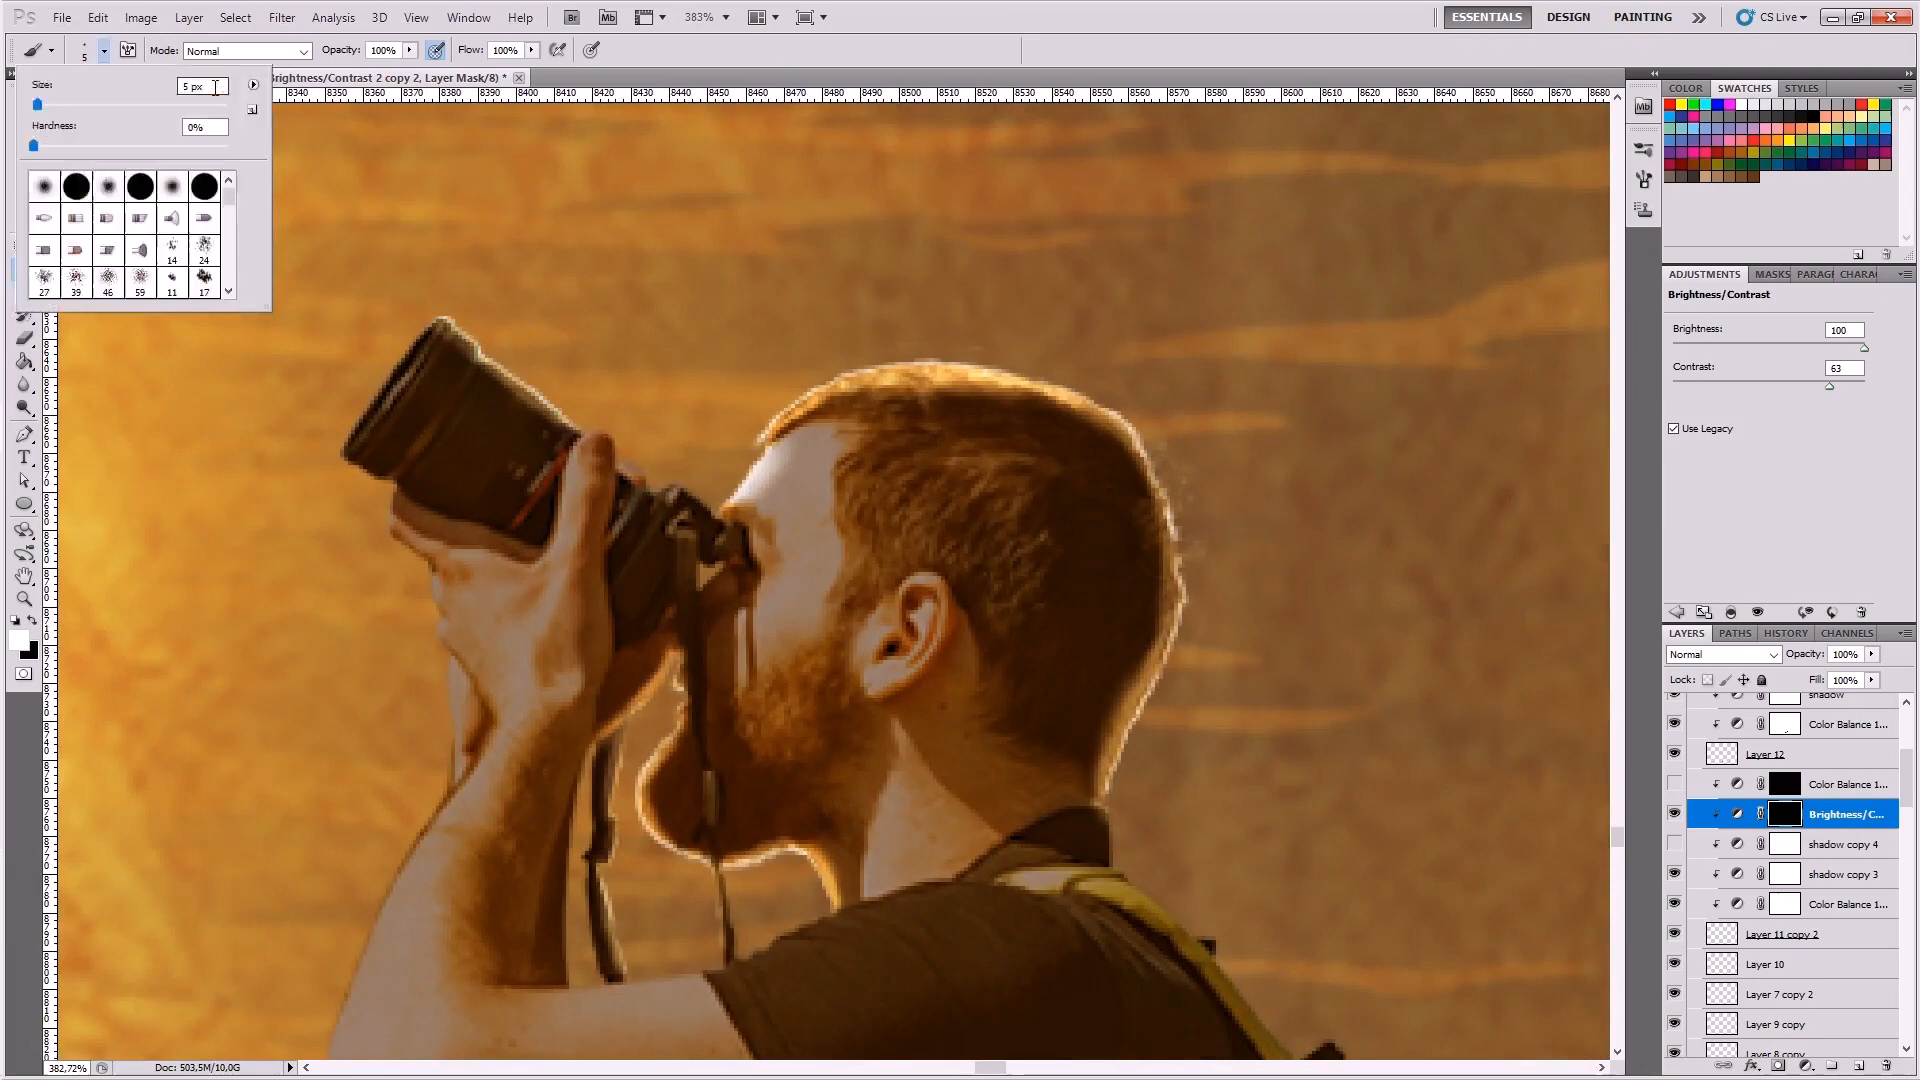 Ps File Edit Image Layer Select Filter Analysis 3D View Window Help Br Mb 383% ESSENTIALS DESIGN PAINTING CS Live
5 Mode: Normal Opacity: 100% Flow: 100%
Brightness/Contrast 2 copy 2, Layer Mask/8) *
Size: 5 px
Hardness: 0%
14 24
27 39 46 59 11 17
8340 8350 8360 8370 8380 8390 8400 8410 8420 8430 8440 8450 8460 8470 8480 8490 8500 8510 8520 8530 8540 8550 8560 8570 8580 8590 8600 8610 8620 8630 8640 8650 8660 8670 8680
Mb
COLOR SWATCHES STYLES
ADJUSTMENTS MASKS PARAGI CHARA
Brightness/Contrast
Brightness: 100
Contrast: 63
Use Legacy
LAYERS PATHS HISTORY CHANNELS
Normal Opacity: 100%
Lock: Fill: 100%
shadow
Color Balance 1...
Layer 12
Color Balance 1...
Brightness/C...
shadow copy 4
shadow copy 3
Color Balance 1...
Layer 11 copy 2
Layer 10
Layer 7 copy 2
Layer 9 copy
Layer 8 copy
382,72% Doc: 503,5M/10,0G